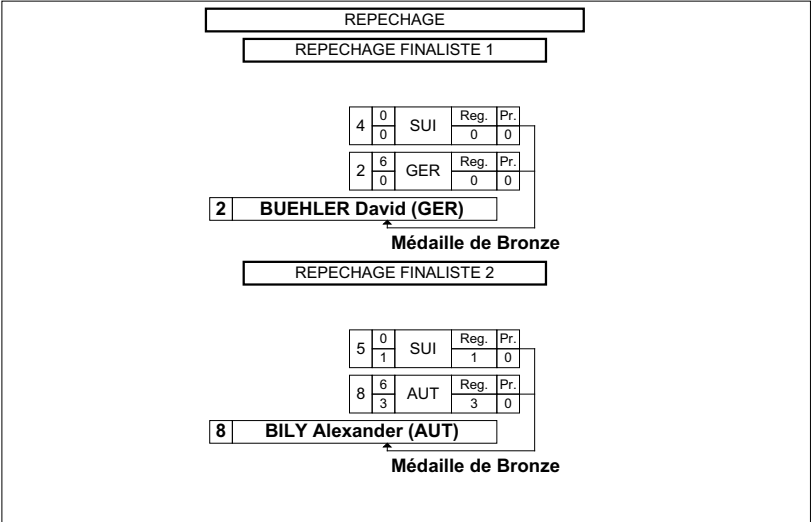 REPECHAGE
REPECHAGE FINALISTE 1
4 0 SUI Reg. Pr.
0 0 0
2 6 GER Reg. Pr.
0 0 0
2 BUEHLER David (GER)
Médaille de Bronze
REPECHAGE FINALISTE 2
5 0 SUI Reg. Pr.
1 1 0
8 6 AUT Reg. Pr.
3 3 0
8 BILY Alexander (AUT)
Médaille de Bronze